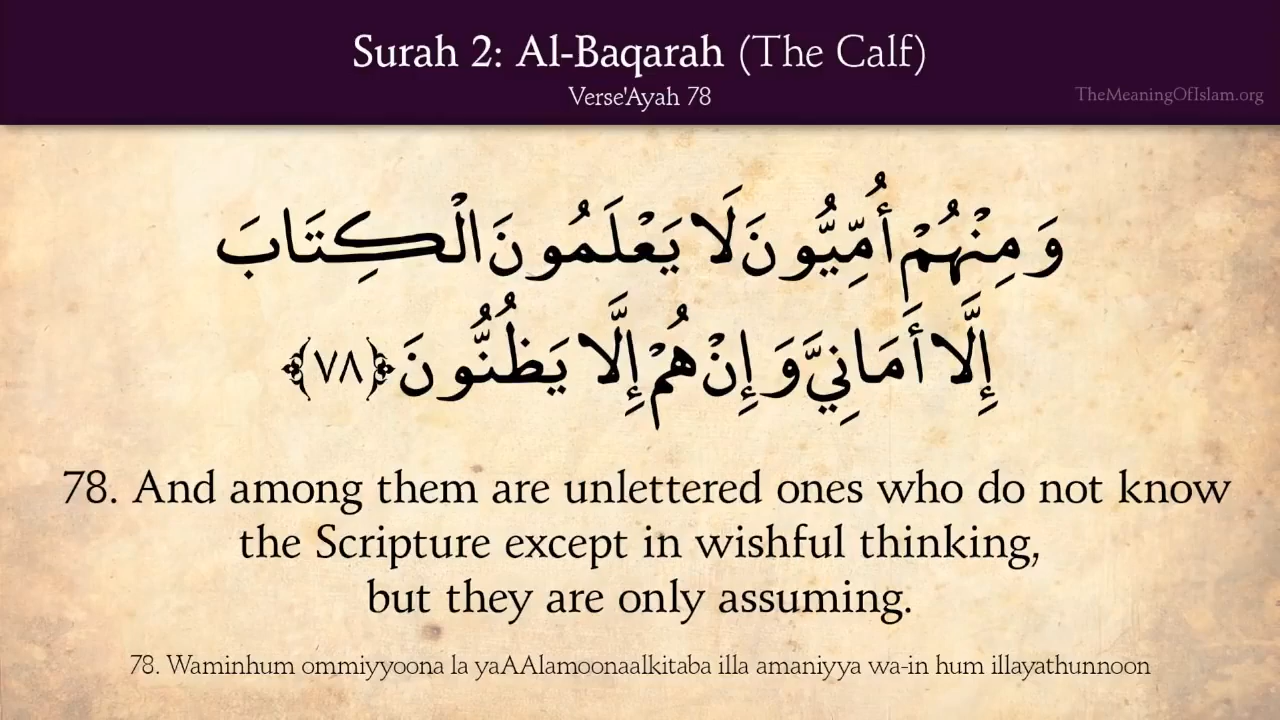 Surah 2: Al-Baqarah (The Calf)
Verse'Ayah 78
TheMeaningOfIslam.org
وَمِنْهُمْ أُمِّيُّونَ لَا يَعْلَمُونَ الْكِتَابَ
إِلَّا أَمَانِيَّ وَإِنْ هُمْ إِلَّا يَظُنُّونَ ﴿٧٨﴾
78. And among them are unlettered ones who do not know
the Scripture except in wishful thinking,
but they are only assuming.
78. Waminhum ommiyyoona la yaAAlamoonaalkitaba illa amaniyya wa-in hum illayathunnoon